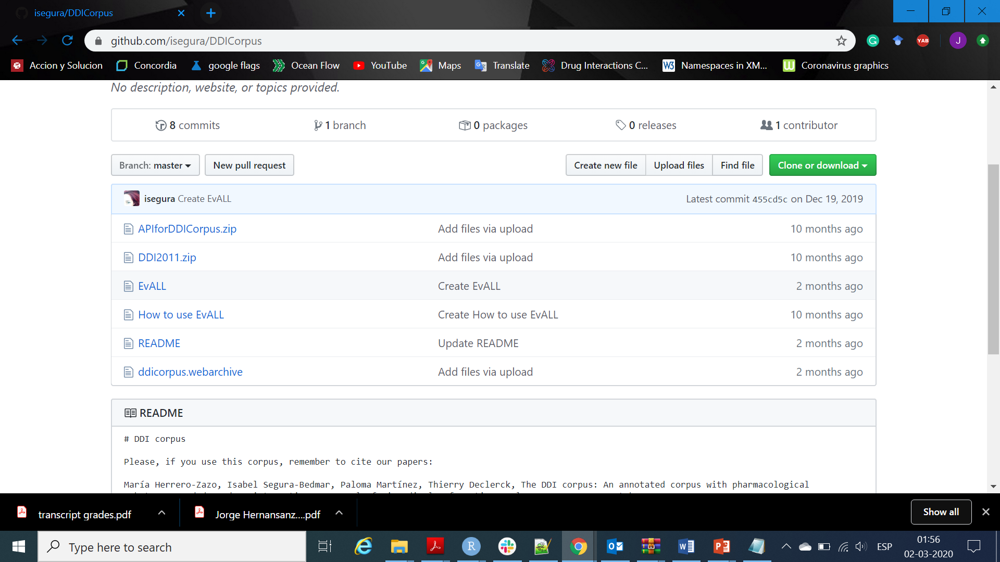 isegura/DDICorpus
github.com/isegura/DDICorpus
YAB
J
Accion y Solucion
Concordia
google flags
Ocean Flow
YouTube
Maps
Translate
Drug Interactions C...
W3
Namespaces in XM...
Coronavirus graphics
No description, website, or topics provided.
8 commits
1 branch
0 packages
0 releases
1 contributor
Branch: master
New pull request
Create new file
Upload files
Find file
Clone or download
isegura Create EvALL
Latest commit 455cd5c on Dec 19, 2019
APIforDDICorpus.zip
Add files via upload
10 months ago
DDI2011.zip
Add files via upload
10 months ago
EvALL
Create EvALL
2 months ago
How to use EvALL
Create How to use EvALL
10 months ago
README
Update README
2 months ago
ddicorpus.webarchive
Add files via upload
2 months ago
README
# DDI corpus
Please, if you use this corpus, remember to cite our papers:
María Herrero-Zazo, Isabel Segura-Bedmar, Paloma Martínez, Thierry Declerck, The DDI corpus: An annotated corpus with pharmacological
transcript grades.pdf
Jorge Hernansanz....pdf
Show all
Type here to search
ESP
01:56
02-03-2020